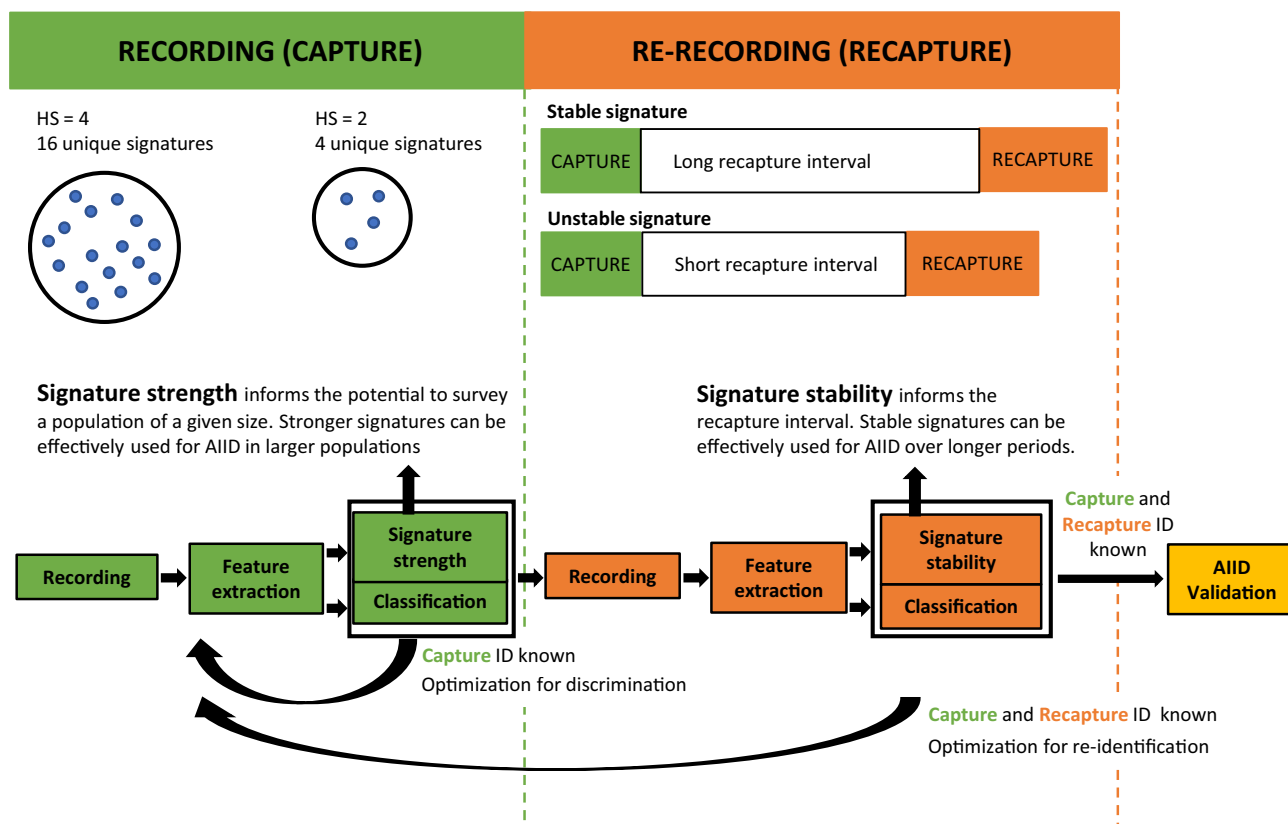 RECORDING (CAPTURE)
RE-RECORDING (RECAPTURE)
HS = 4
16 unique signatures
HS = 2
4 unique signatures
Stable signature
CAPTURE
Long recapture interval
RECAPTURE
Unstable signature
CAPTURE
Short recapture interval
RECAPTURE
Signature strength informs the potential to survey
a population of a given size. Stronger signatures can be
effectively used for AIID in larger populations
Signature stability informs the
recapture interval. Stable signatures can be
effectively used for AIID over longer periods.
Recording
Feature
extraction
Signature
strength
Classification
Recording
Feature
extraction
Signature
stability
Classification
Capture and
Recapture ID
known
AIID
Validation
Capture ID known
Optimization for discrimination
Capture and Recapture ID known
Optimization for re-identification